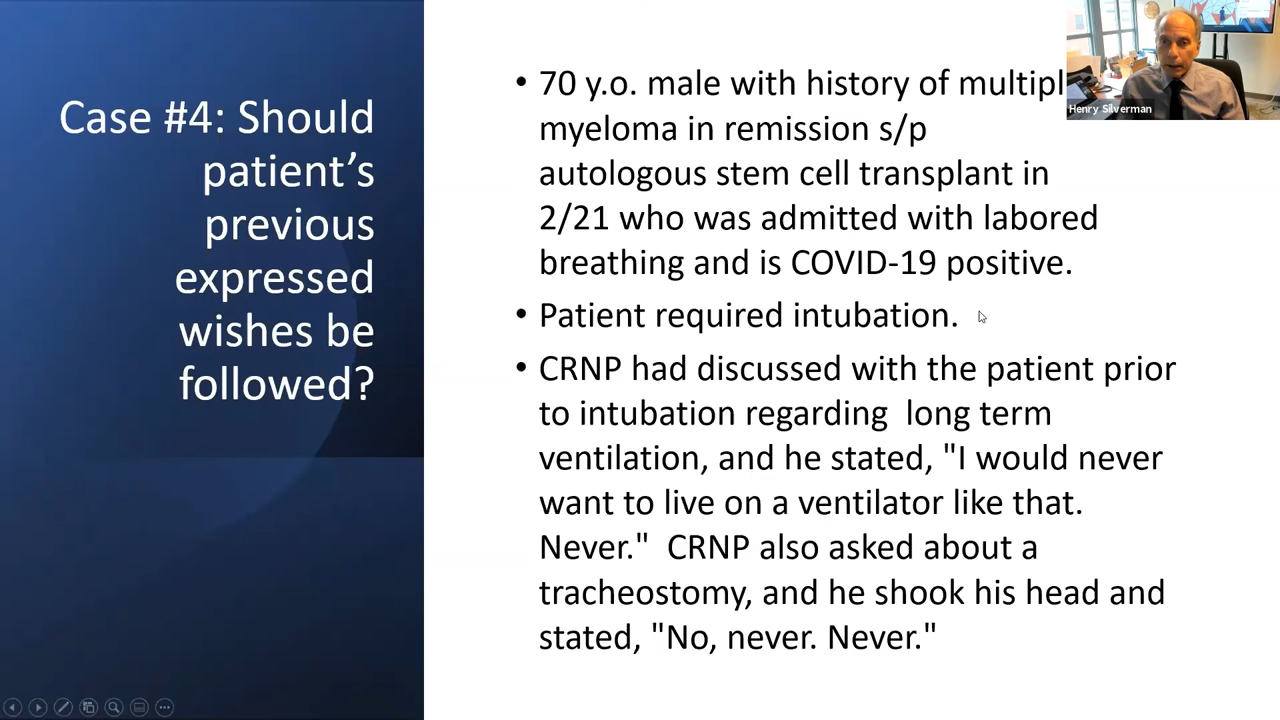 Case #4: Should
patient's
previous
expressed
wishes be
followed?
• 70 y.o. male with history of multipl
myeloma in remission s/p
autologous stem cell transplant in
2/21 who was admitted with labored
breathing and is COVID-19 positive.
• Patient required intubation.
• CRNP had discussed with the patient prior
to intubation regarding  long term
ventilation, and he stated, "I would never
want to live on a ventilator like that.
Never."  CRNP also asked about a
tracheostomy, and he shook his head and
stated, "No, never. Never."
Henry Silverman